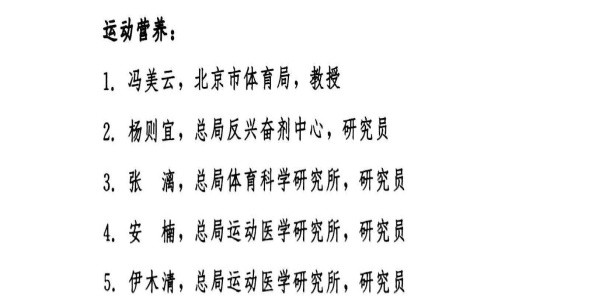 运动营养：
1. 冯美云，北京市体育局，教授
2. 杨则宜，总局反兴奋剂中心，研究员
3. 张　漓，总局体育科学研究所，研究员
4. 安　楠，总局运动医学研究所，研究员
5. 伊木清，总局运动医学研究所，研究员